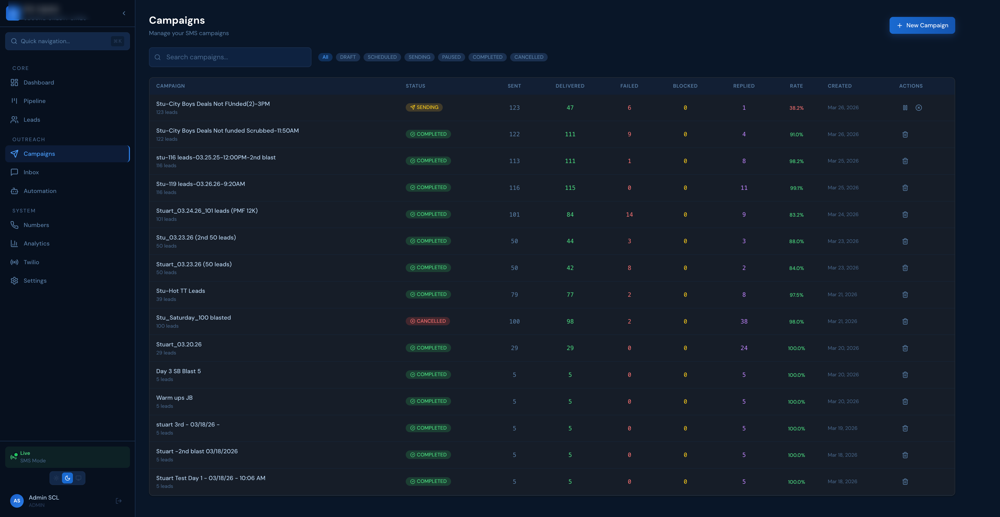 Quick navigation... ⌘K
CORE
Dashboard
Pipeline
Leads
OUTREACH
Campaigns
Inbox
Automation
SYSTEM
Numbers
Analytics
Twilio
Settings
Live
SMS Mode
AS Admin SCL
ADMIN
Campaigns
Manage your SMS campaigns
+ New Campaign
Search campaigns... All DRAFT SCHEDULED SENDING PAUSED COMPLETED CANCELLED
CAMPAIGN STATUS SENT DELIVERED FAILED BLOCKED REPLIED RATE CREATED ACTIONS
Stu-City Boys Deals Not FUnded(2)-3PM
123 leads
SENDING 123 47 6 0 1 38.2% Mar 26, 2026
Stu-City Boys Deals Not funded Scrubbed-11:50AM
122 leads
COMPLETED 122 111 9 0 4 91.0% Mar 26, 2026
stu-116 leads-03.25.25-12:00PM-2nd blast
116 leads
COMPLETED 113 111 1 0 8 98.2% Mar 25, 2026
Stu-119 leads-03.26.26-9:20AM
116 leads
COMPLETED 116 115 0 0 11 99.1% Mar 25, 2026
Stuart_03.24.26_101 leads (PMF 12K)
101 leads
COMPLETED 101 84 14 0 9 83.2% Mar 24, 2026
Stu_03.23.26 (2nd 50 leads)
50 leads
COMPLETED 50 44 3 0 3 88.0% Mar 23, 2026
Stuart_03.23.26 (50 leads)
50 leads
COMPLETED 50 42 8 0 2 84.0% Mar 23, 2026
Stu-Hot TT Leads
39 leads
COMPLETED 79 77 2 0 8 97.5% Mar 21, 2026
Stu_Saturday_100 blasted
100 leads
CANCELLED 100 98 2 0 38 98.0% Mar 21, 2026
Stuart_03.20.26
29 leads
COMPLETED 29 29 0 0 24 100.0% Mar 20, 2026
Day 3 SB Blast 5
5 leads
COMPLETED 5 5 0 0 5 100.0% Mar 20, 2026
Warm ups JB
5 leads
COMPLETED 5 5 0 0 5 100.0% Mar 20, 2026
stuart 3rd - 03/18/26 -
5 leads
COMPLETED 5 5 0 0 5 100.0% Mar 19, 2026
Stuart -2nd blast 03/18/2026
5 leads
COMPLETED 5 5 0 0 5 100.0% Mar 18, 2026
Stuart Test Day 1 - 03/18/26 - 10:06 AM
5 leads
COMPLETED 5 5 0 0 5 100.0% Mar 18, 2026